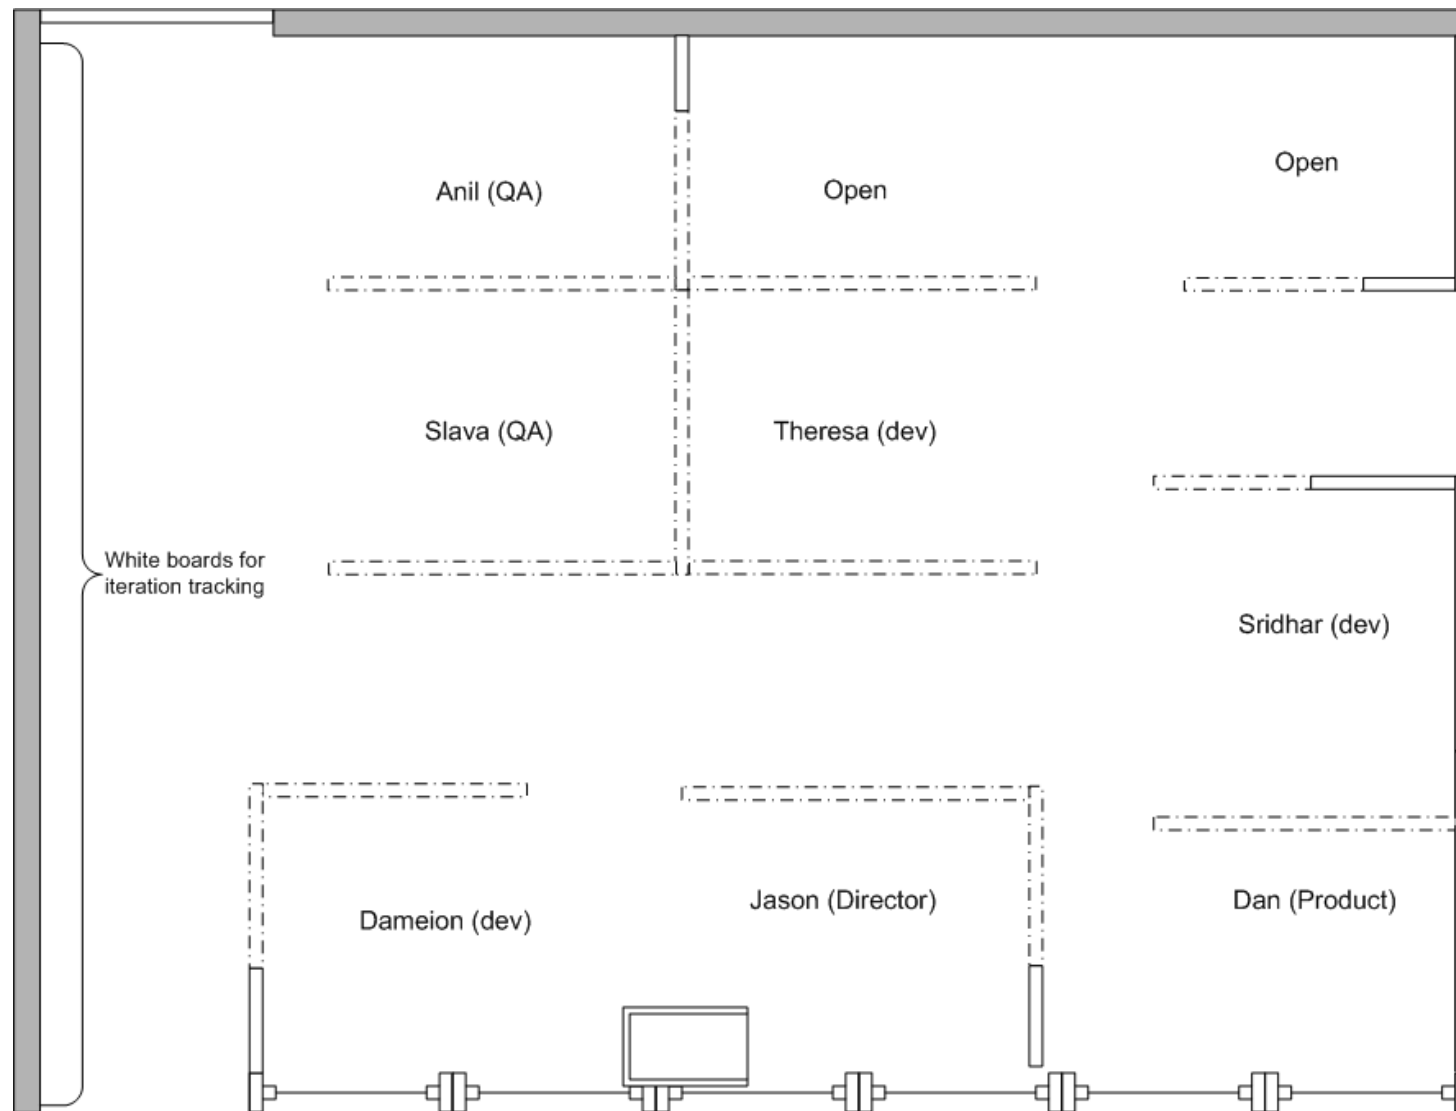 Open
Anil (QA)
Open
Slava (QA)
Theresa (dev)
White boards for
iteration tracking
Sridhar (dev)
Dameion (dev)
Jason (Director)
Dan (Product)